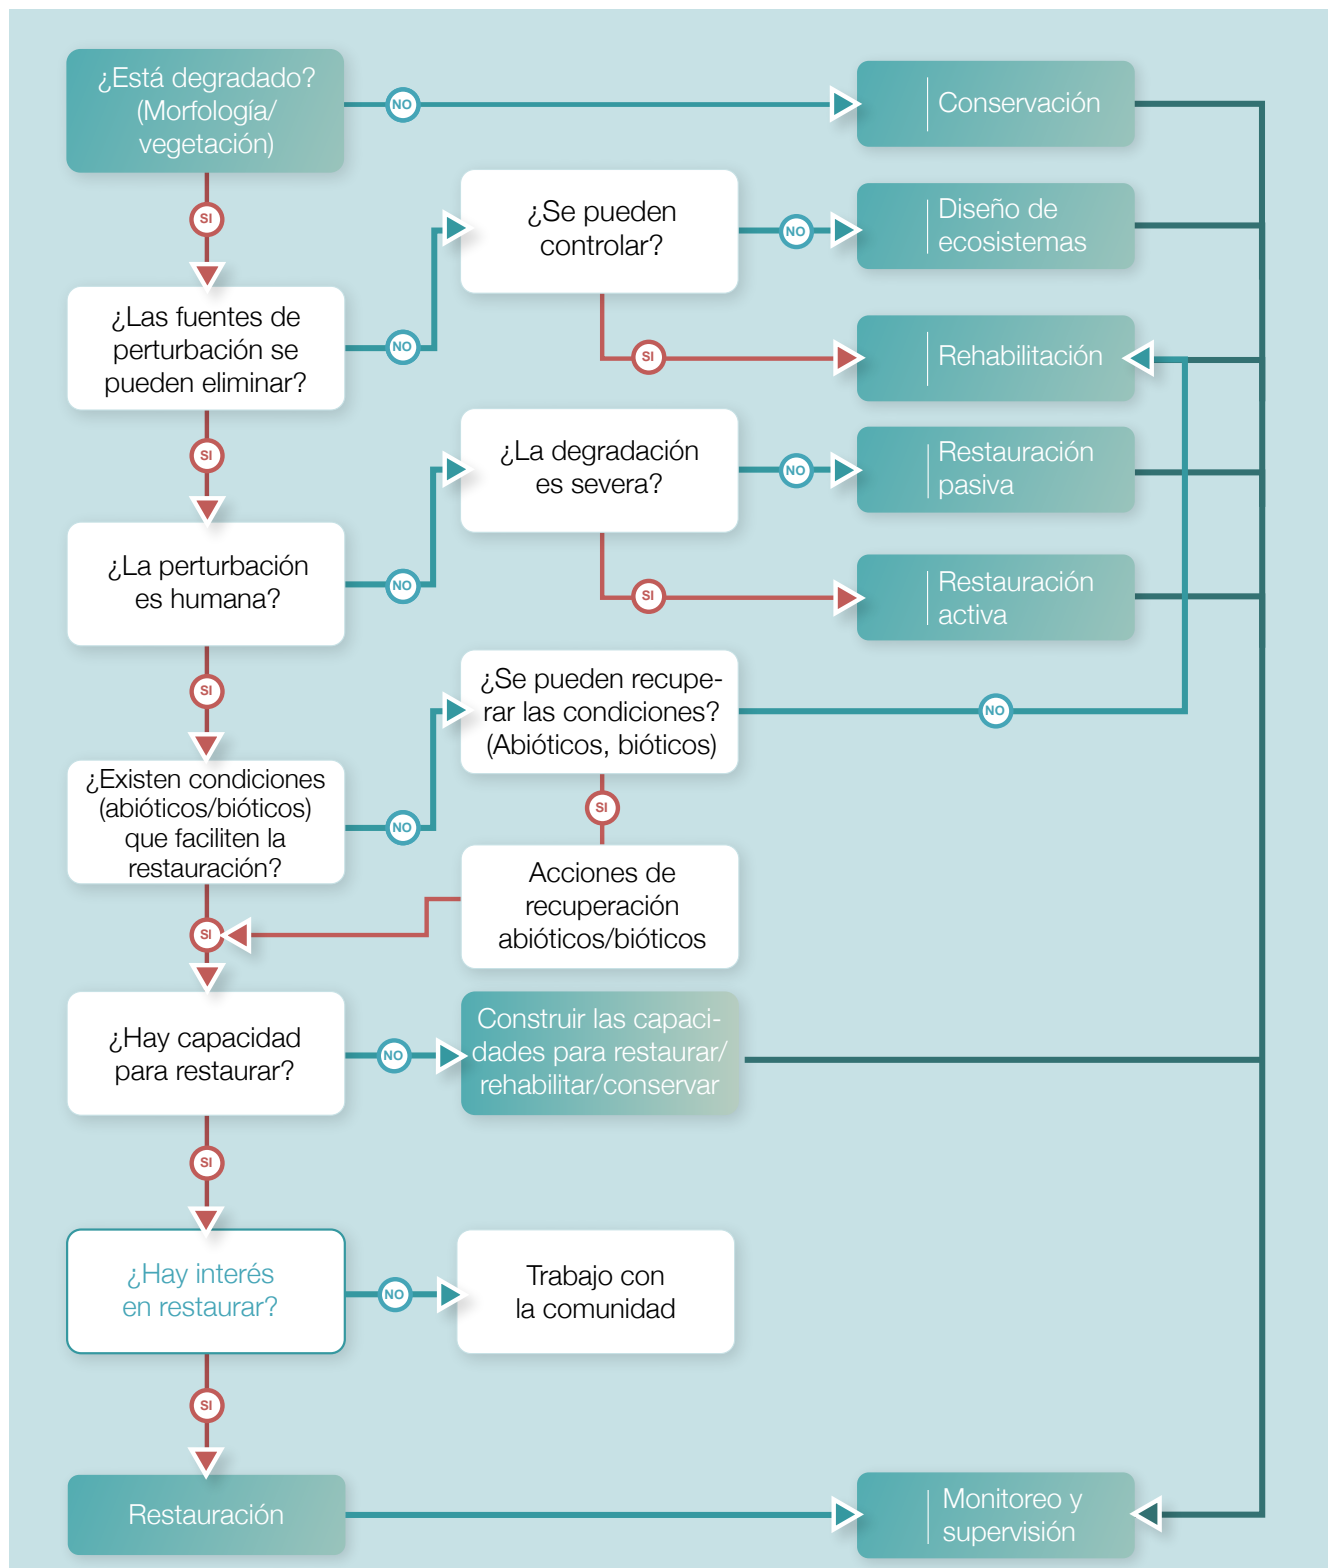 ¿Está degradado?
(Morfología/
vegetación)
NO
Conservación
SI
¿Se pueden
controlar?
NO
Diseño de
ecosistemas
¿Las fuentes de
perturbación se
pueden eliminar?
NO
SI
Rehabilitación
SI
¿La degradación
es severa?
NO
Restauración
pasiva
¿La perturbación
es humana?
NO
SI
Restauración
activa
SI
¿Se pueden recupe-
rar las condiciones?
(Abióticos, bióticos)
NO
¿Existen condiciones
(abióticos/bióticos)
que faciliten la
restauración?
NO
SI
Acciones de
recuperación
abióticos/bióticos
SI
¿Hay capacidad
para restaurar?
NO
Construir las capaci-
dades para restaurar/
rehabilitar/conservar
SI
¿Hay interés
en restaurar?
NO
Trabajo con
la comunidad
SI
Restauración
Monitoreo y
supervisión